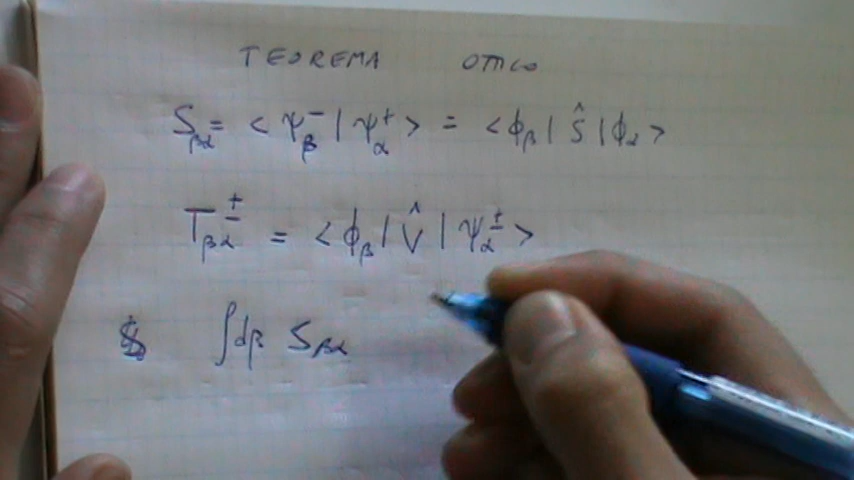 TEOREMA OTTICO
S_βα = < ψ_β^- | ψ_α^+ > = < ϕ_β | Ŝ | ϕ_α >
T_βα^± = < ϕ_β | V̂ | ψ_α^± >
∫dβ S_βα